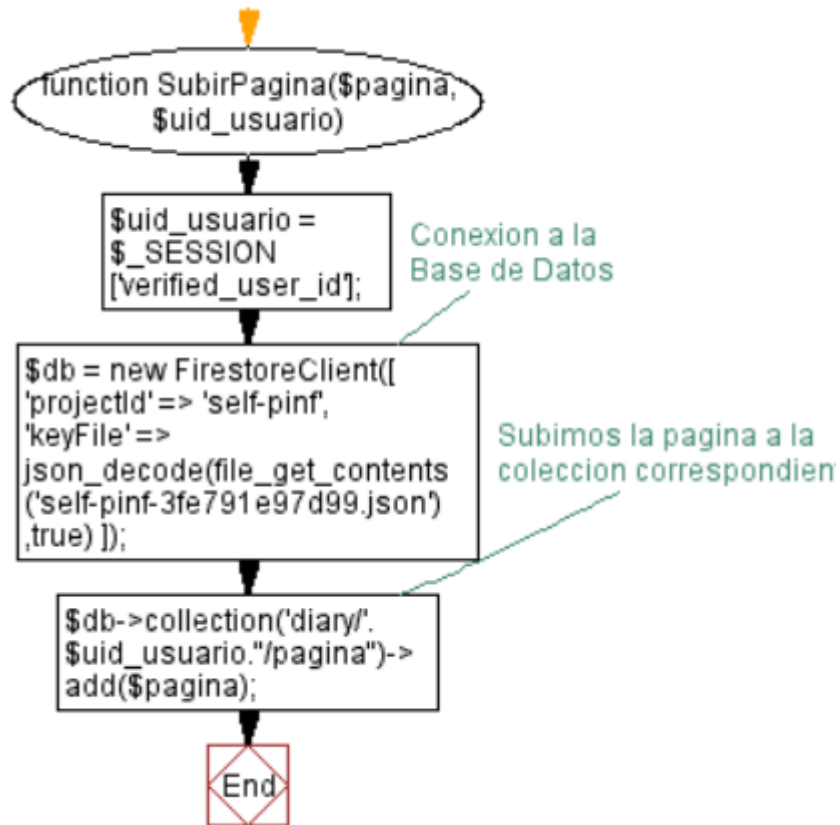 function SubirPagina($pagina,
$uid_usuario)
$uid_usuario =
$_SESSION
['verified_user_id'];
Conexion a la
Base de Datos
$db = new FirestoreClient([
'projectId' => 'self-pinf',
'keyFile' =>
json_decode(file_get_contents
('self-pinf-3fe791e97d99.json')
,true) ]);
Subimos la pagina a la
coleccion correspondien
$db->collection('diary/'.
$uid_usuario."/pagina")->
add($pagina);
End